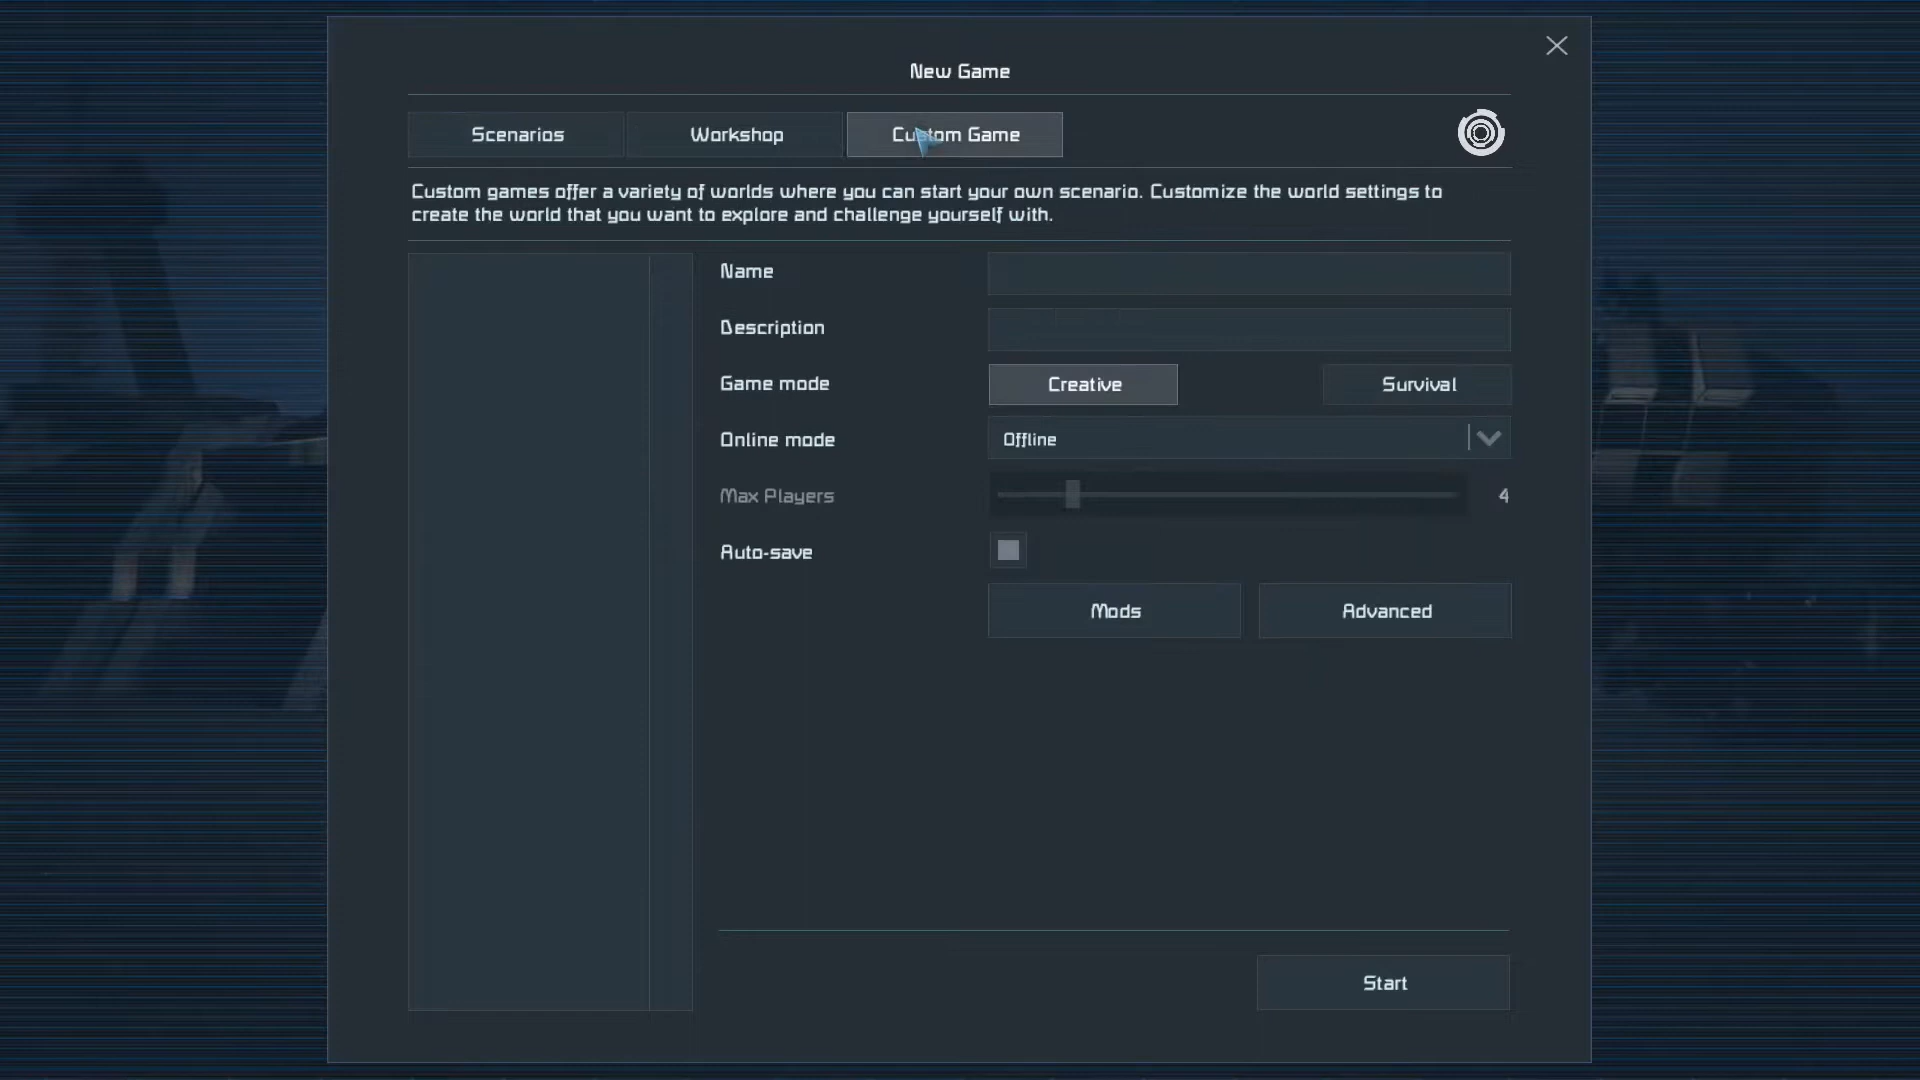 New Game
Scenarios
Workshop
Custom Game
Custom games offer a variety of worlds where you can start your own scenario. Customize the world settings to
create the world that you want to explore and challenge yourself with.
Name
Description
Game mode
Creative
Survival
Online mode
Offline
Max Players
4
Auto-save
Mods
Advanced
Start